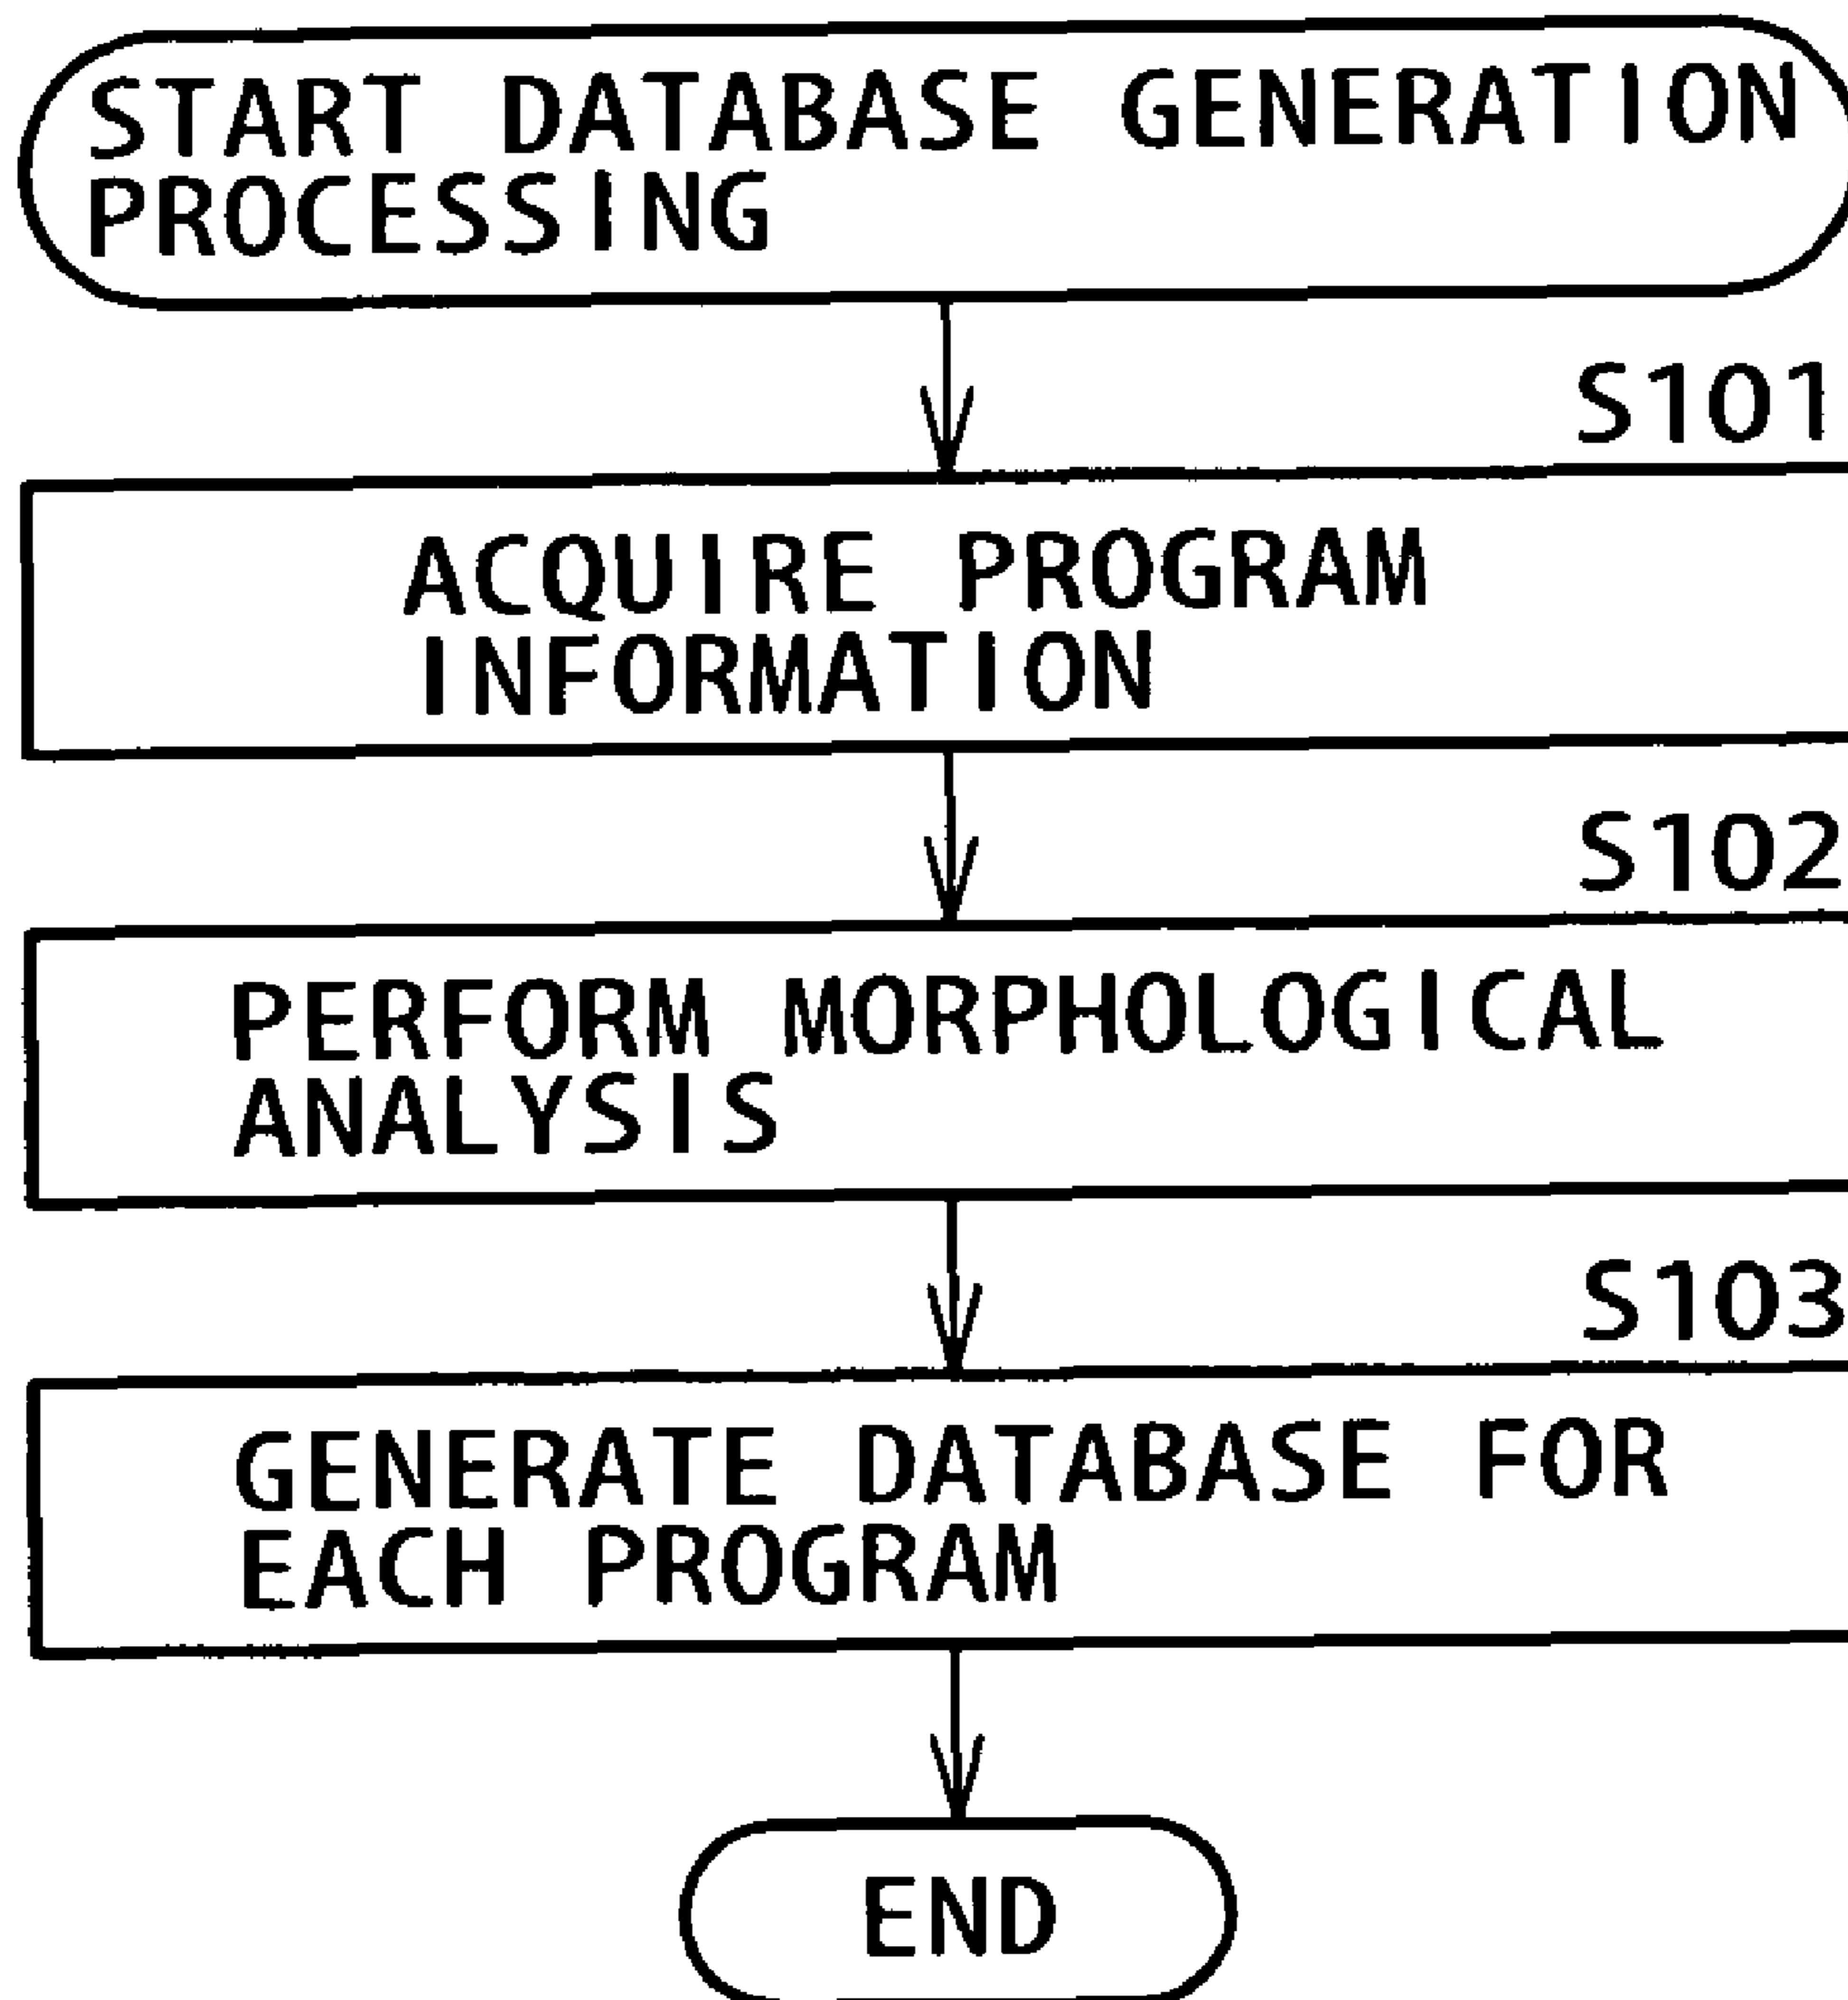 START DATABASE GENERATION
PROCESSING
S101
ACQUIRE PROGRAM
INFORMATION
S102
PERFORM MORPHOLOGICAL
ANALYSIS
S103
GENERATE DATABASE FOR
EACH PROGRAM
END